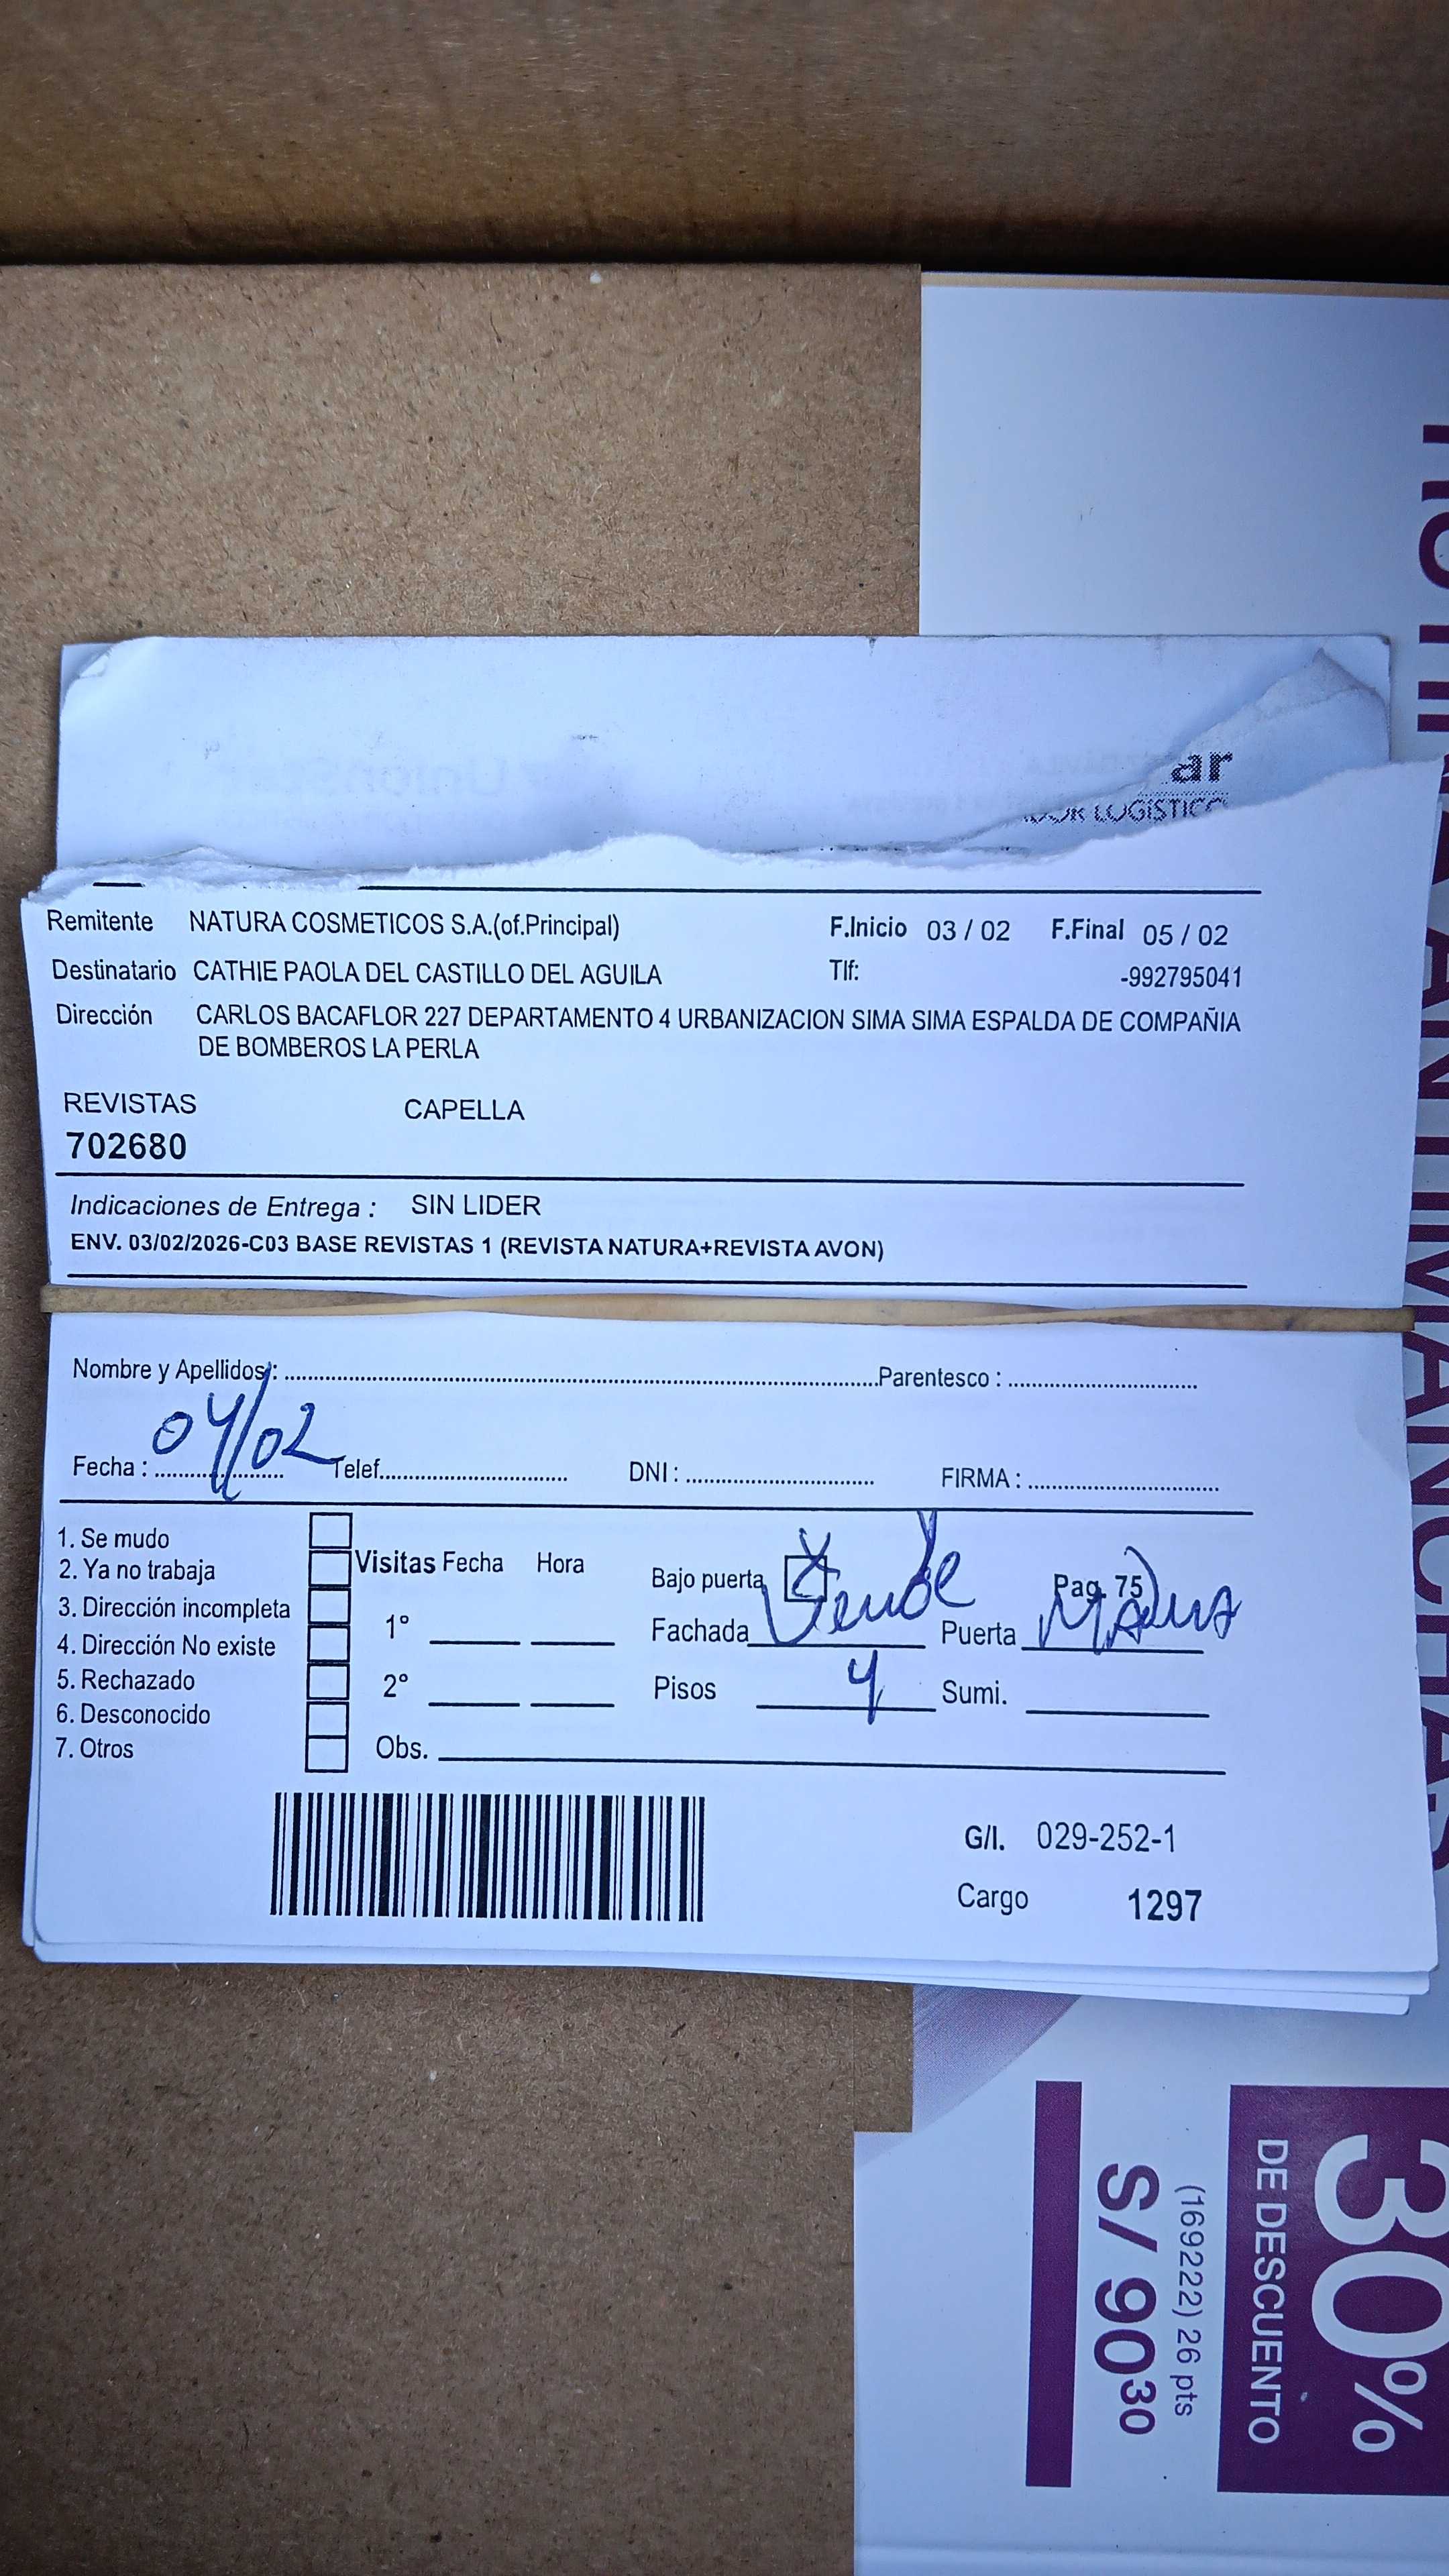 ar
LOGÍSTICO
Remitente NATURA COSMETICOS S.A.(of.Principal) F.Inicio 03 / 02 F.Final 05 / 02
Destinatario CATHIE PAOLA DEL CASTILLO DEL AGUILA Tlf: -992795041
Dirección CARLOS BACAFLOR 227 DEPARTAMENTO 4 URBANIZACION SIMA SIMA ESPALDA DE COMPAÑIA
DE BOMBEROS LA PERLA
REVISTAS CAPELLA
702680
Indicaciones de Entrega : SIN LIDER
ENV. 03/02/2026-C03 BASE REVISTAS 1 (REVISTA NATURA+REVISTA AVON)
Nombre y Apellidos : Parentesco :
Fecha : 04/02 Telef. DNI : FIRMA :
1. Se mudo
2. Ya no trabaja
3. Dirección incompleta
4. Dirección No existe
5. Rechazado
6. Desconocido
7. Otros
Visitas Fecha Hora
1°
2°
Obs.
Bajo puerta X Pag. 75
Fachada Verde Puerta
Pisos 4 Sumi.
G/I. 029-252-1
Cargo 1297
30%
DE DESCUENTO
(169222) 26 pts
S/ 9030